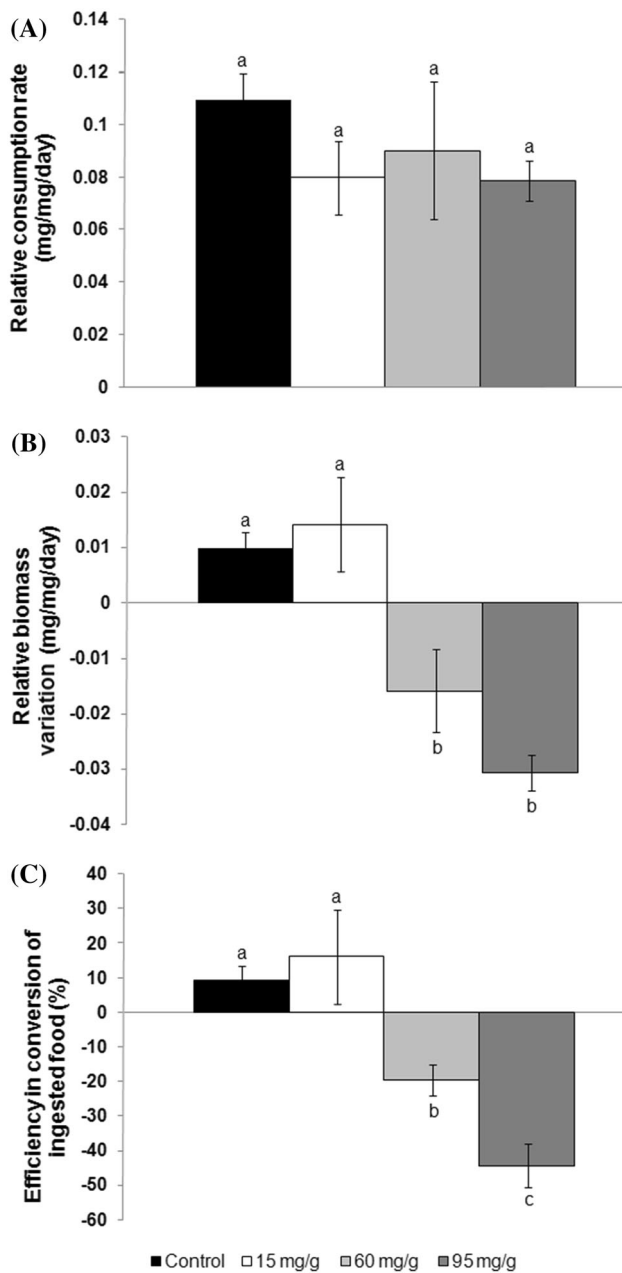 (A)
Relative consumption rate
(mg/mg/day)
0.14
0.12
0.1
0.08
0.06
0.04
0.02
0
a
a
a
a
(B)
Relative biomass
variation (mg/mg/day)
0.03
0.02
0.01
0
-0.01
-0.02
-0.03
-0.04
a
a
b
b
(C)
Efficiency in conversion of
ingested food (%)
40
30
20
10
0
-10
-20
-30
-40
-50
-60
a
a
b
c
Control 15 mg/g 60 mg/g 95 mg/g